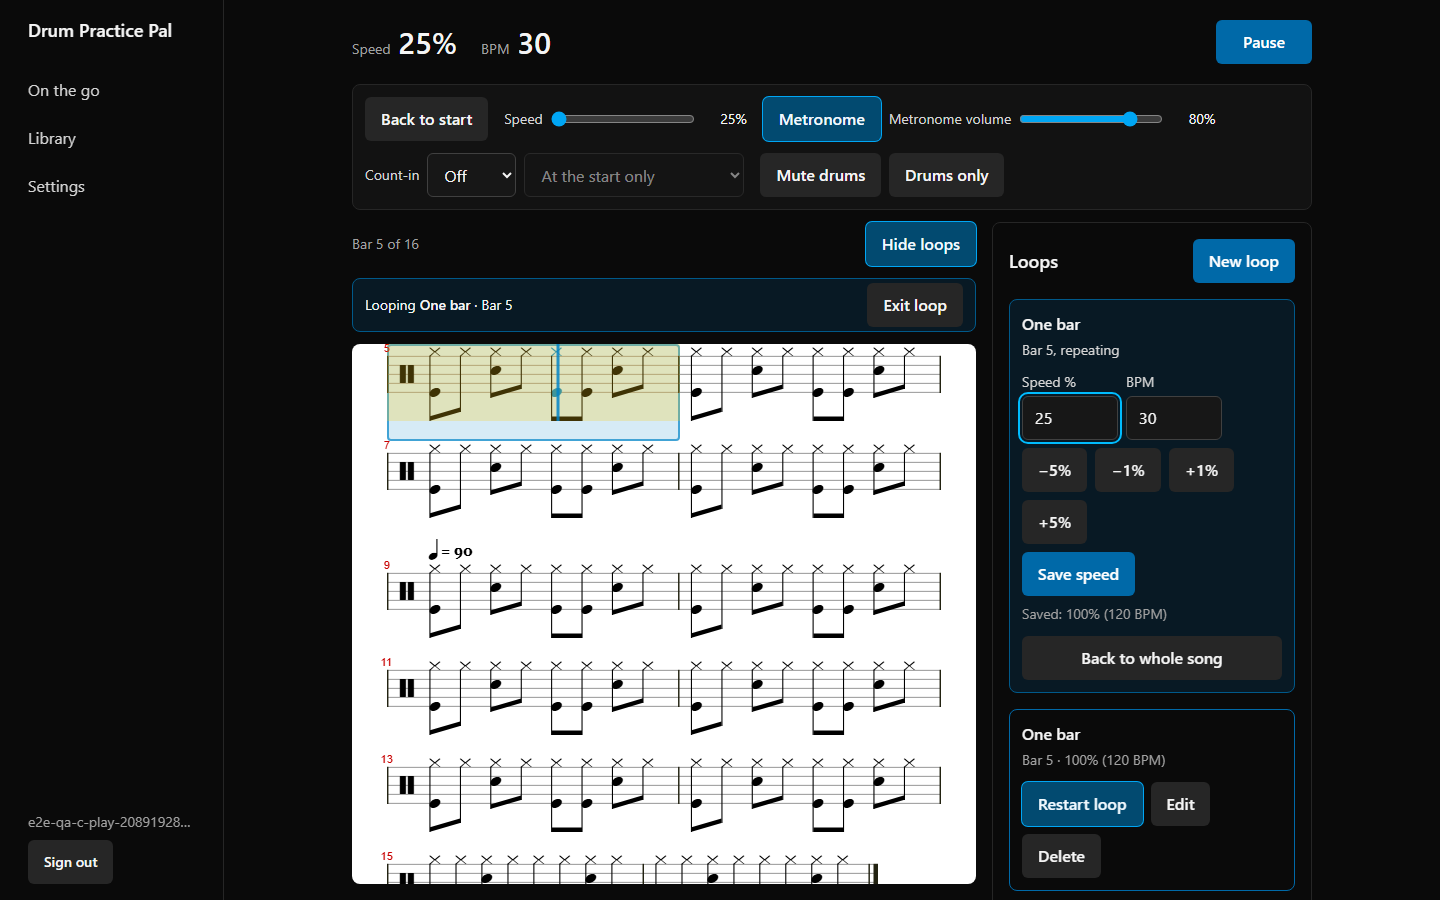 Drum Practice Pal
On the go
Library
Settings
e2e-qa-c-play-20891928...
Sign out
Speed 25% BPM 30
Pause
Back to start Speed 25% Metronome Metronome volume 80%
Count-in Off At the start only Mute drums Drums only
Bar 5 of 16
Hide loops
Looping One bar · Bar 5
Exit loop
5
7
= 90
9
11
13
15
Loops
New loop
One bar
Bar 5, repeating
Speed % BPM
25 30
−5% −1% +1%
+5%
Save speed
Saved: 100% (120 BPM)
Back to whole song
One bar
Bar 5 · 100% (120 BPM)
Restart loop Edit
Delete